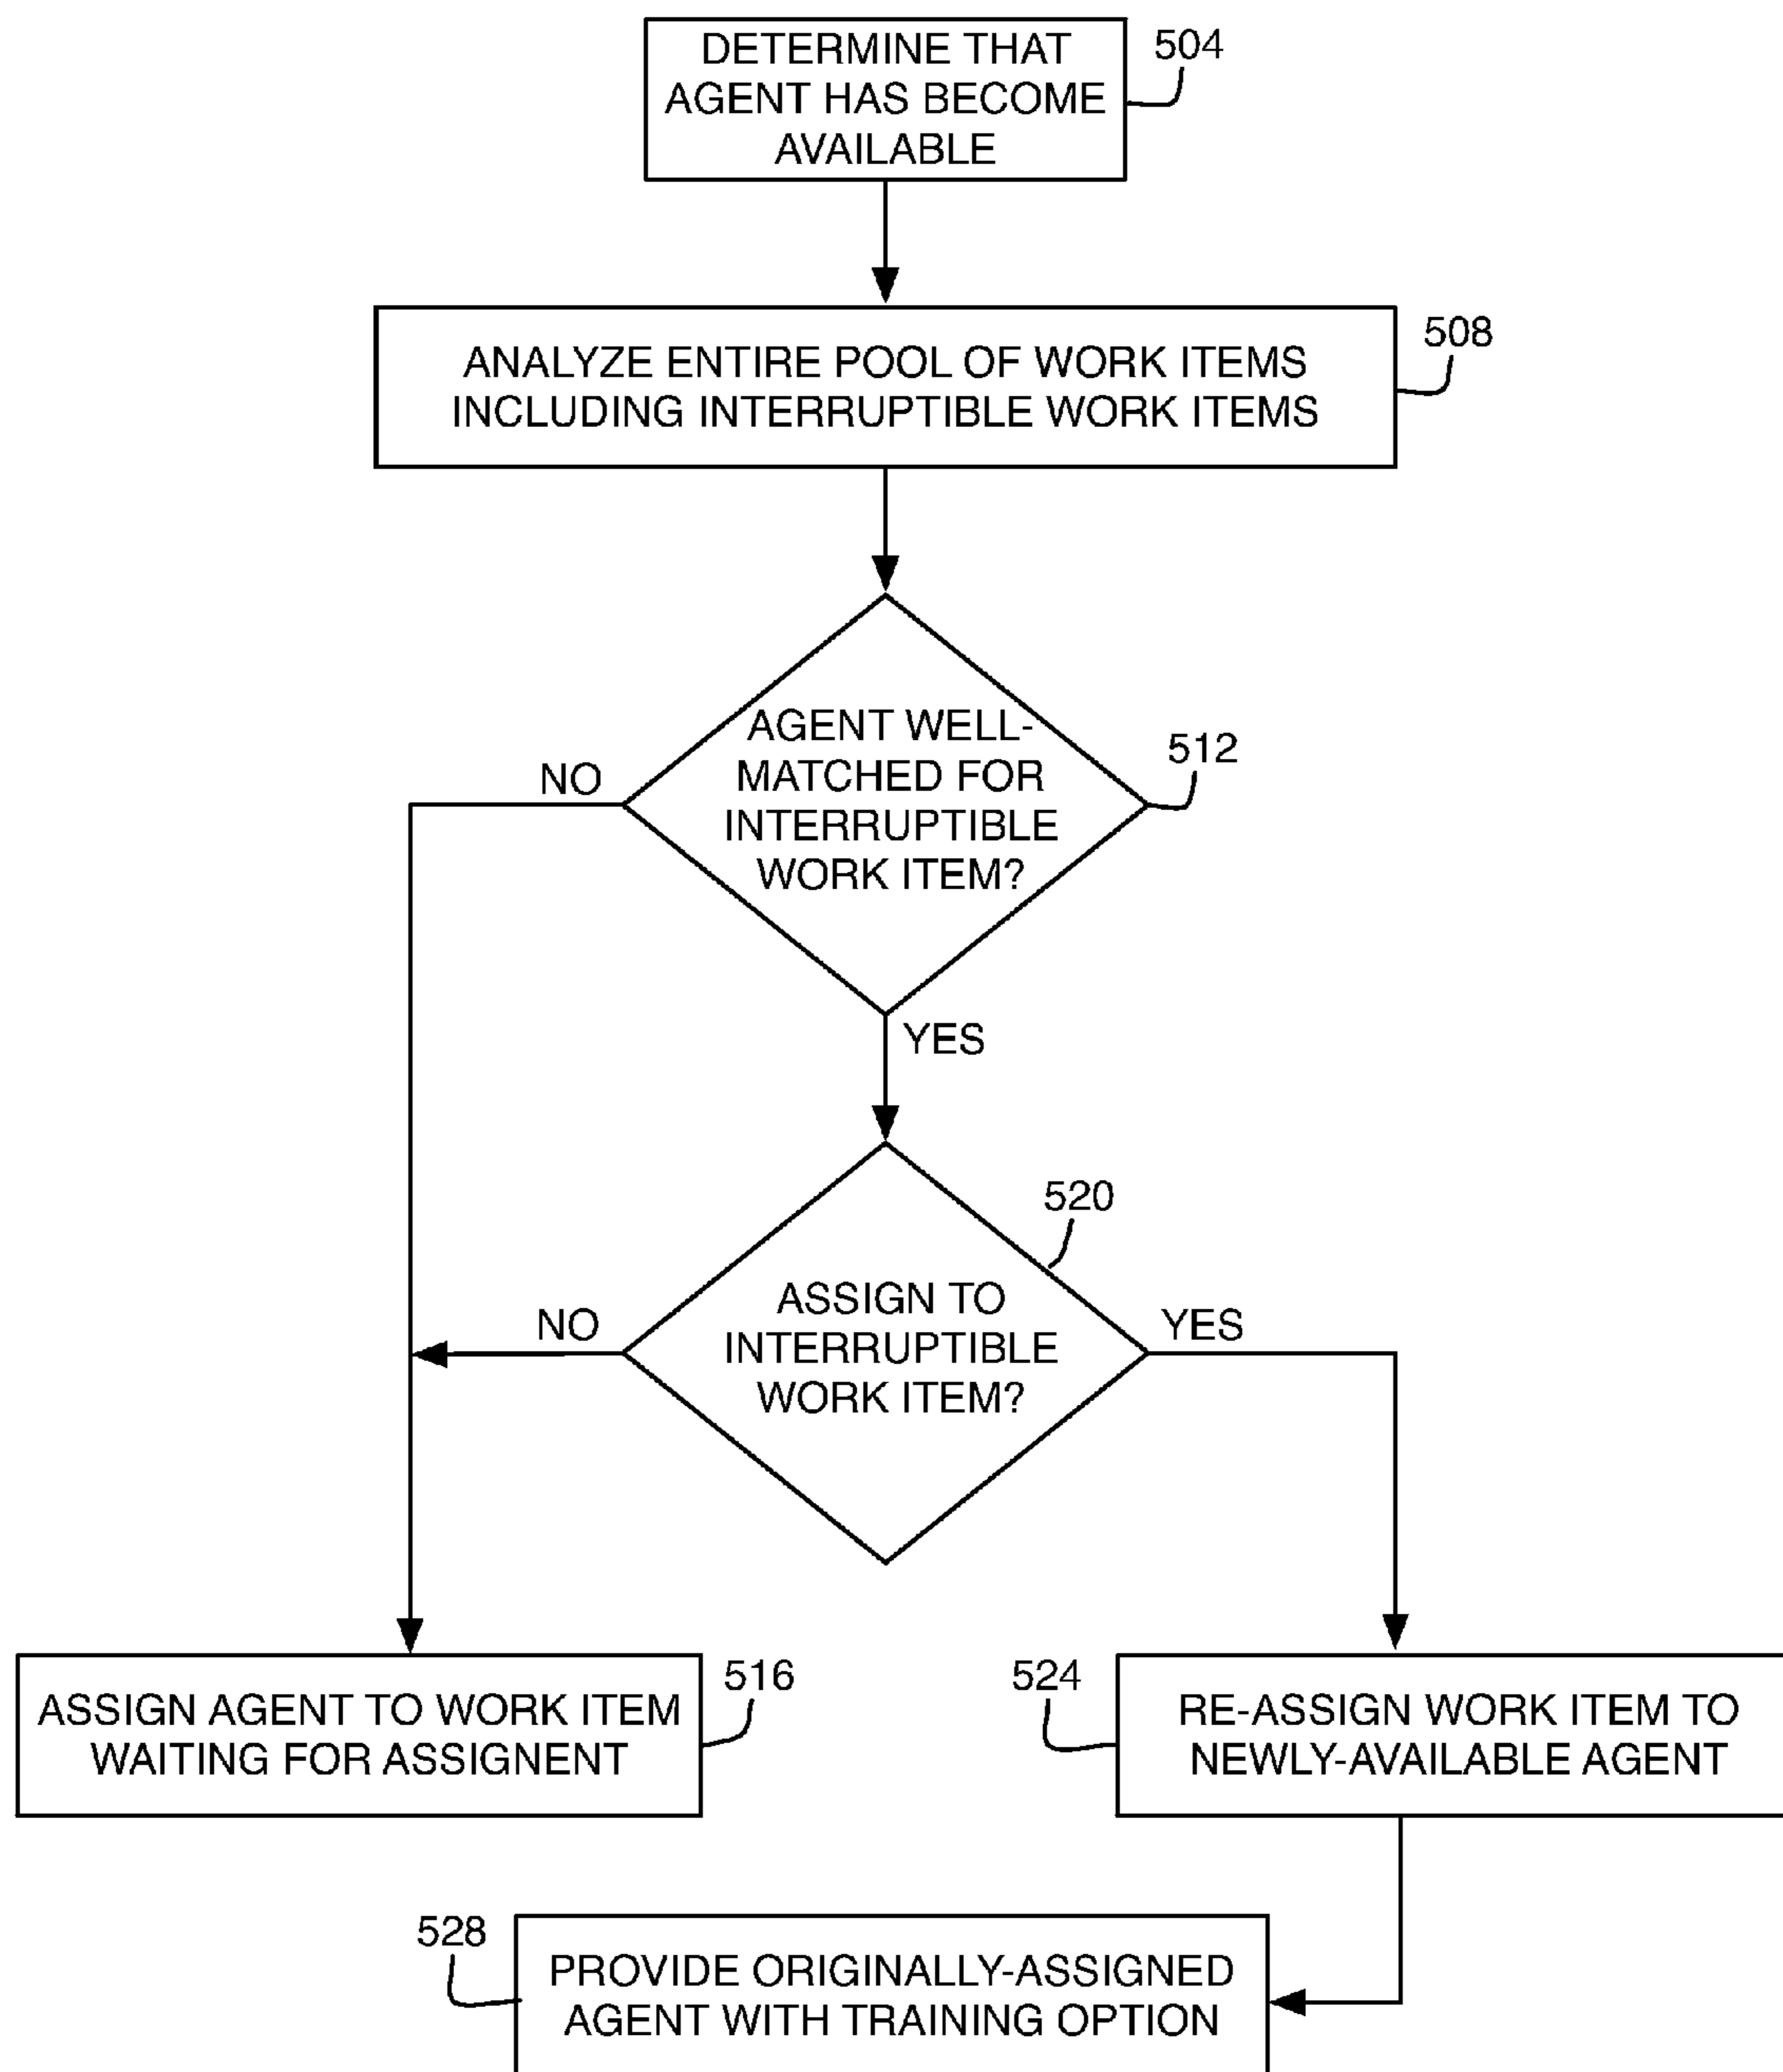 DETERMINE THAT
AGENT HAS BECOME
AVAILABLE
504
ANALYZE ENTIRE POOL OF WORK ITEMS
INCLUDING INTERRUPTIBLE WORK ITEMS
508
AGENT WELL-
MATCHED FOR
INTERRUPTIBLE
WORK ITEM?
512
NO
YES
520
ASSIGN TO
INTERRUPTIBLE
WORK ITEM?
NO
YES
ASSIGN AGENT TO WORK ITEM
WAITING FOR ASSIGNENT
516
524
RE-ASSIGN WORK ITEM TO
NEWLY-AVAILABLE AGENT
528
PROVIDE ORIGINALLY-ASSIGNED
AGENT WITH TRAINING OPTION